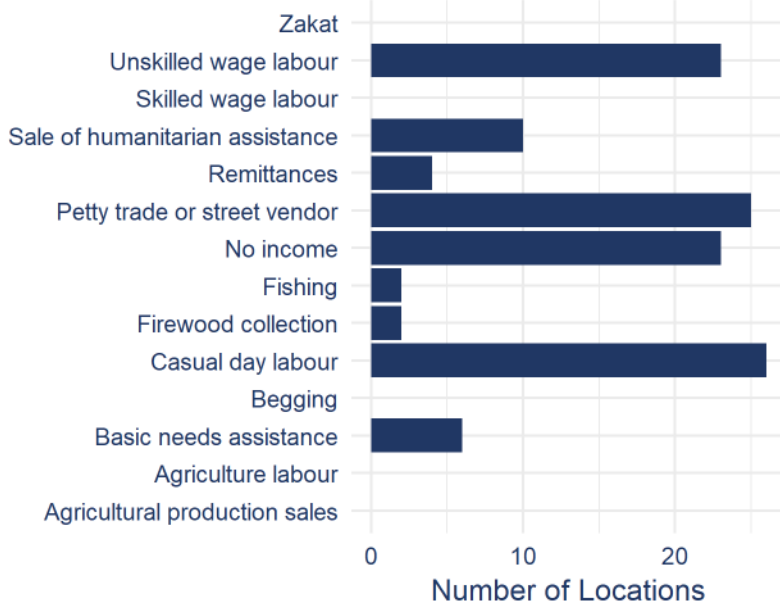 Zakat
Unskilled wage labour
Skilled wage labour
Sale of humanitarian assistance
Remittances
Petty trade or street vendor
No income
Fishing
Firewood collection
Casual day labour
Begging
Basic needs assistance
Agriculture labour
Agricultural production sales
0 10 20
Number of Locations